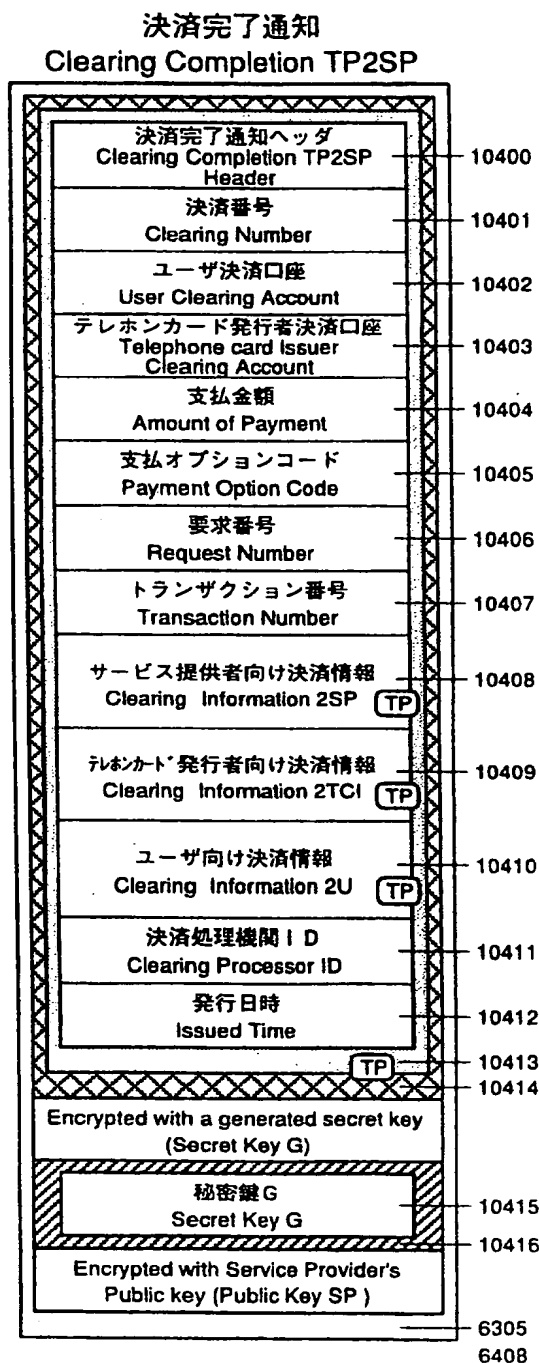 決済完了通知
Clearing Completion TP2SP
決済完了通知ヘッダ
Clearing Completion TP2SP
Header
10400
決済番号
Clearing Number
10401
ユーザ決済口座
User Clearing Account
10402
テレホンカード発行者決済口座
Telephone card Issuer
Clearing Account
10403
支払金額
Amount of Payment
10404
支払オプションコード
Payment Option Code
10405
要求番号
Request Number
10406
トランザクション番号
Transaction Number
10407
サービス提供者向け決済情報
Clearing Information 2SP
TP
10408
テレホンカード発行者向け決済情報
Clearing Information 2TCI
TP
10409
ユーザ向け決済情報
Clearing Information 2U
TP
10410
決済処理機関ID
Clearing Processor ID
10411
発行日時
Issued Time
10412
TP
10413
10414
Encrypted with a generated secret key
(Secret Key G)
秘密鍵G
Secret Key G
10415
10416
Encrypted with Service Provider's
Public key (Public Key SP )
6305
6408